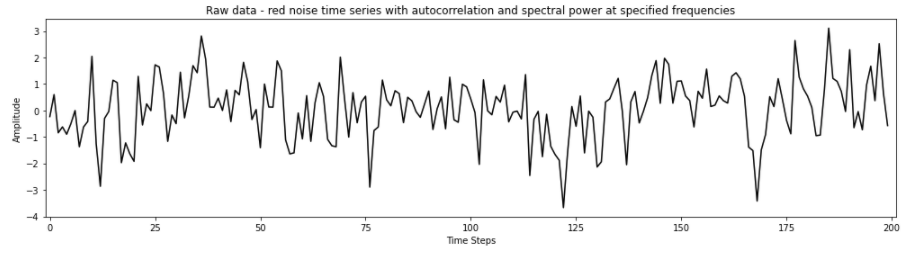 Raw data - red noise time series with autocorrelation and spectral power at specified frequencies
3
2
1
0
−1
−2
−3
−4
Amplitude
0 25 50 75 100 125 150 175 200
Time Steps